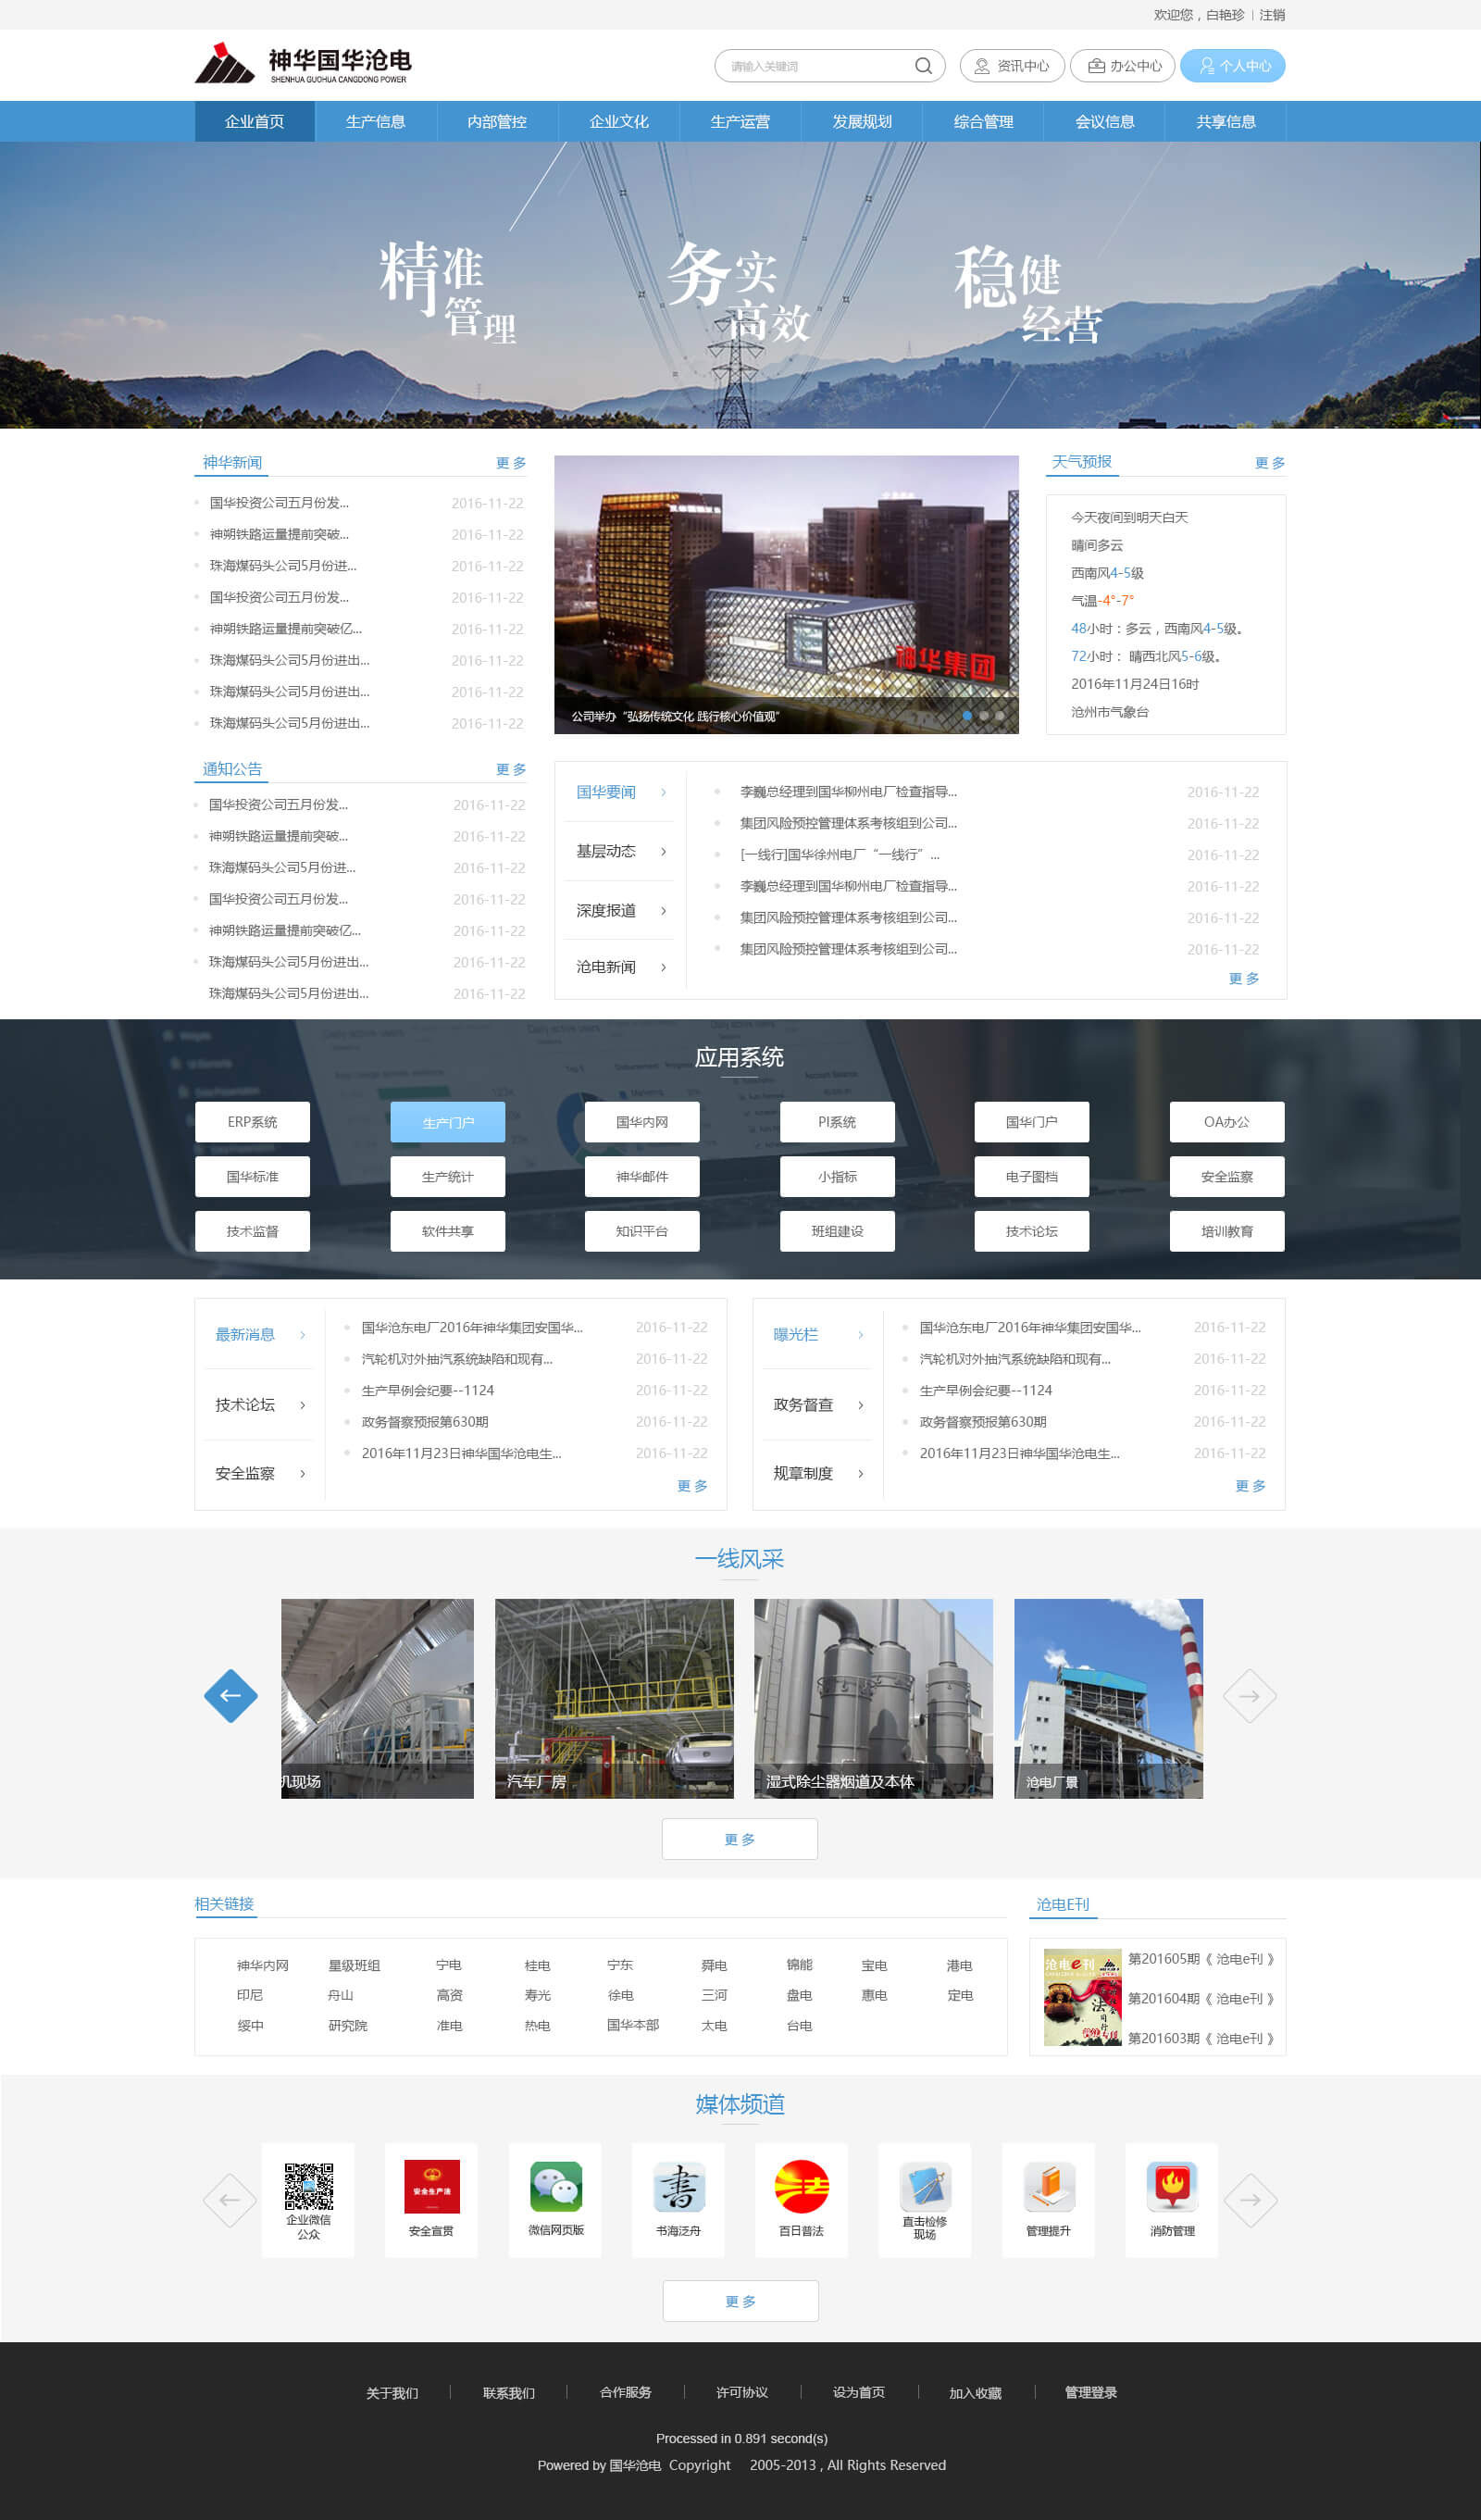 欢迎您，白艳珍 | 注销
神华国华沧电
SHENHUA GUOHUA CANGDONG POWER
请输入关键词
资讯中心
办公中心
个人中心
企业首页 生产信息 内部管控 企业文化 生产运营 发展规划 综合管理 会议信息 共享信息
精准管理
务实高效
稳健经营
神华新闻 更 多
国华投资公司五月份发... 2016-11-22
神朔铁路运量提前突破... 2016-11-22
珠海煤码头公司5月份进... 2016-11-22
国华投资公司五月份发... 2016-11-22
神朔铁路运量提前突破亿... 2016-11-22
珠海煤码头公司5月份进出... 2016-11-22
珠海煤码头公司5月份进出... 2016-11-22
珠海煤码头公司5月份进出... 2016-11-22
神华集团
公司举办“弘扬传统文化 践行核心价值观”
天气预报 更 多
今天夜间到明天白天
晴间多云
西南风4-5级
气温-4°-7°
48小时：多云，西南风4-5级。
72小时： 晴西北风5-6级。
2016年11月24日16时
沧州市气象台
通知公告 更 多
国华投资公司五月份发... 2016-11-22
神朔铁路运量提前突破... 2016-11-22
珠海煤码头公司5月份进... 2016-11-22
国华投资公司五月份发... 2016-11-22
神朔铁路运量提前突破亿... 2016-11-22
珠海煤码头公司5月份进出... 2016-11-22
珠海煤码头公司5月份进出... 2016-11-22
国华要闻
基层动态
深度报道
沧电新闻
李巍总经理到国华柳州电厂检查指导... 2016-11-22
集团风险预控管理体系考核组到公司... 2016-11-22
[一线行]国华徐州电厂“一线行”... 2016-11-22
李巍总经理到国华柳州电厂检查指导... 2016-11-22
集团风险预控管理体系考核组到公司... 2016-11-22
集团风险预控管理体系考核组到公司... 2016-11-22
更 多
应用系统
ERP系统 生产门户 国华内网 PI系统 国华门户 OA办公
国华标准 生产统计 神华邮件 小指标 电子图档 安全监察
技术监督 软件共享 知识平台 班组建设 技术论坛 培训教育
最新消息
技术论坛
安全监察
国华沧东电厂2016年神华集团安国华... 2016-11-22
汽轮机对外抽汽系统缺陷和现有... 2016-11-22
生产早例会纪要--1124 2016-11-22
政务督察预报第630期 2016-11-22
2016年11月23日神华国华沧电生... 2016-11-22
更 多
曝光栏
政务督查
规章制度
国华沧东电厂2016年神华集团安国华... 2016-11-22
汽轮机对外抽汽系统缺陷和现有... 2016-11-22
生产早例会纪要--1124 2016-11-22
政务督察预报第630期 2016-11-22
2016年11月23日神华国华沧电生... 2016-11-22
更 多
一线风采
机现场
汽车厂房
湿式除尘器烟道及本体
沧电厂景
更 多
相关链接
神华内网 星级班组 宁电 桂电 宁东 舜电 锦能 宝电 港电
印尼 舟山 高资 寿光 徐电 三河 盘电 惠电 定电
绥中 研究院 准电 热电 国华本部 太电 台电
沧电E刊
沧电e刊
第201605期《 沧电e刊 》
第201604期《 沧电e刊 》
第201603期《 沧电e刊 》
媒体频道
企业微信
公众
安全生产法
安全宣贯
微信网页版
书
书海泛舟
百日普法
直击检修
现场
管理提升
消防管理
更 多
关于我们 | 联系我们 | 合作服务 | 许可协议 | 设为首页 | 加入收藏 | 管理登录
Processed in 0.891 second(s)
Powered by 国华沧电 Copyright 2005-2013 , All Rights Reserved